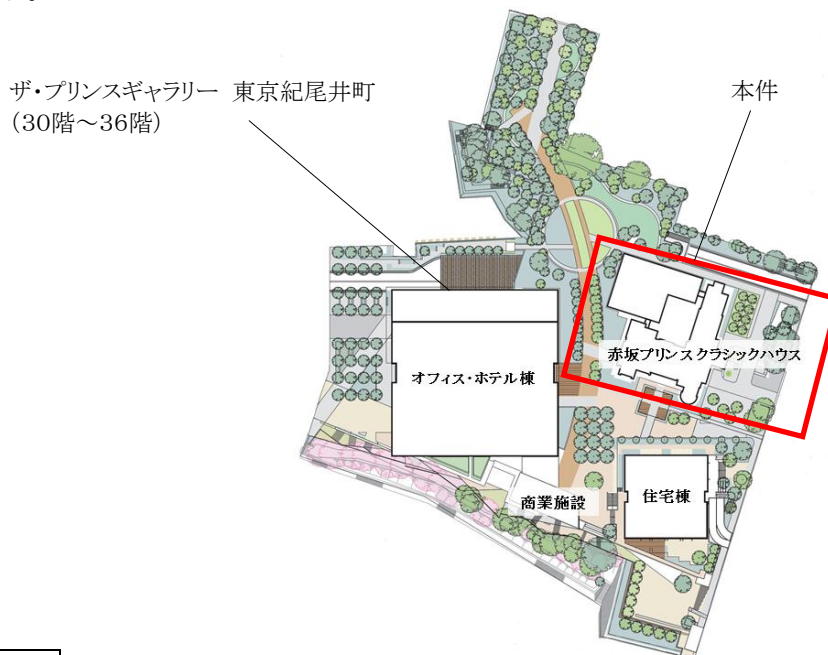 ザ・プリンスギャラリー 東京紀尾井町
（30階～36階）
本件
赤坂プリンス クラシックハウス
オフィス・ホテル棟
商業施設
住宅棟